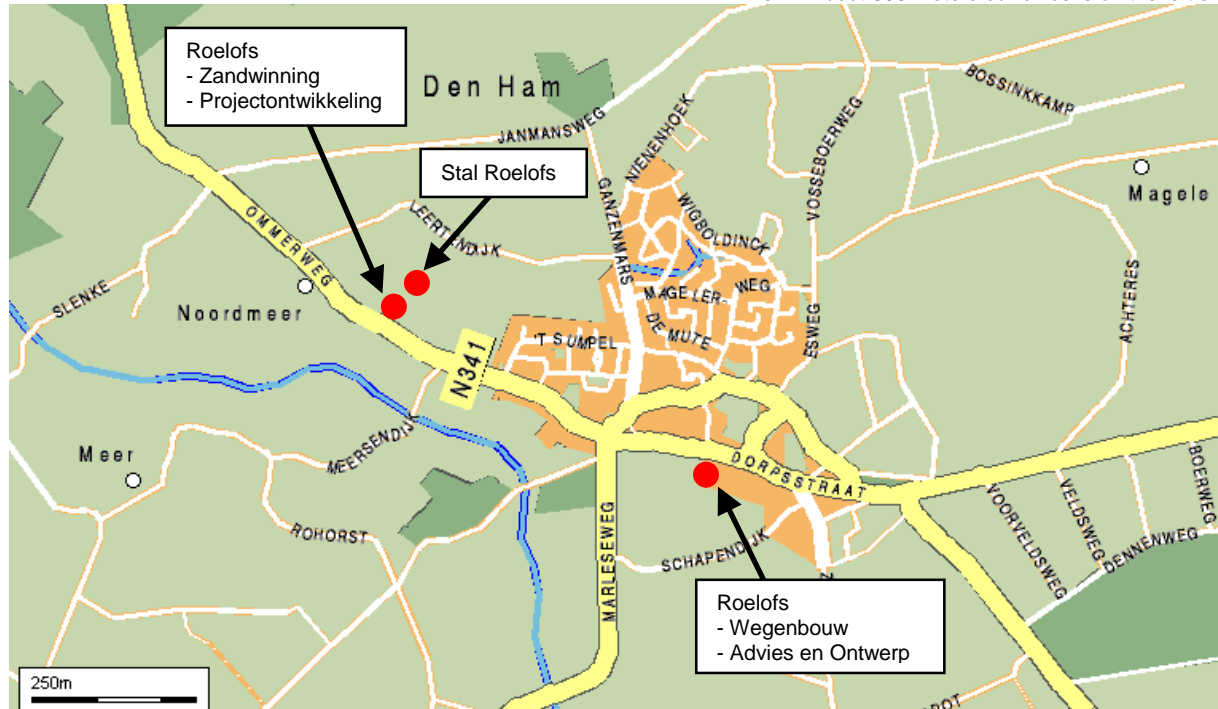 Roelofs
- Zandwinning
- Projectontwikkeling
Den Ham
Stal Roelofs
JANMANSWEG
NIENENHOEK
BOSSINKKAMP
VOSSEBOERWEG
Magele
GANZENMARS
WIGBOLDINCK
LEERTENDIJK
OMMERWEG
SLENKE
Noordmeer
MAGELER-
WEG
DE MUTE
'T SUMPEL
ESWEG
ACHTERES
N341
MEERSENDIJK
Meer
DORPSSTRAAT
ROHORST
MARLESEWEG
SCHAPENDIJK
VOORVELDSWEG
VELDSWEG
BOERWEG
DENNENWEG
Roelofs
- Wegenbouw
- Advies en Ontwerp
250m